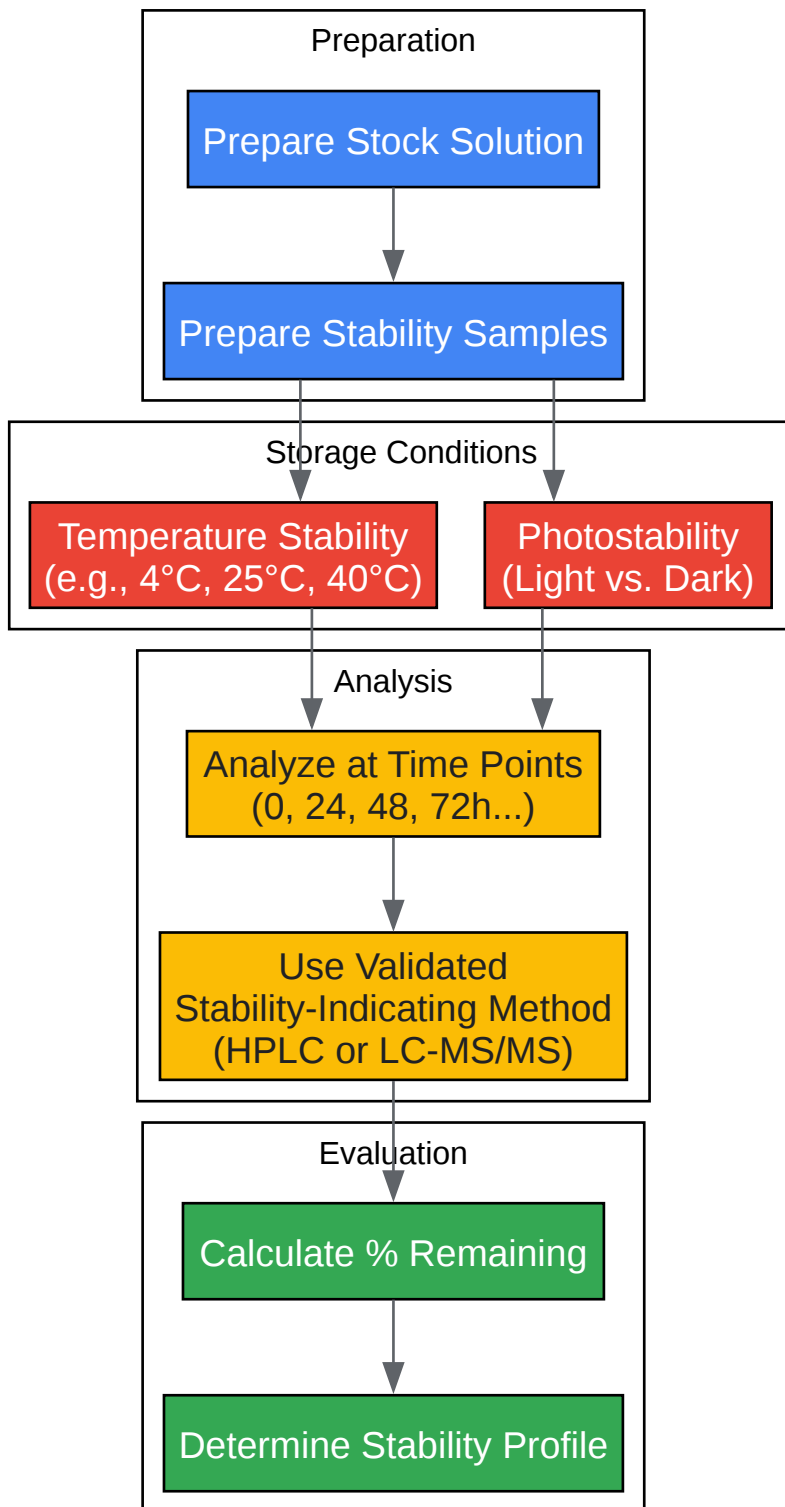 Preparation
Prepare Stock Solution
Prepare Stability Samples
Storage Conditions
Temperature Stability
(e.g., 4°C, 25°C, 40°C)
Photostability
(Light vs. Dark)
Analysis
Analyze at Time Points
(0, 24, 48, 72h...)
Use Validated
Stability-Indicating Method
(HPLC or LC-MS/MS)
Evaluation
Calculate % Remaining
Determine Stability Profile